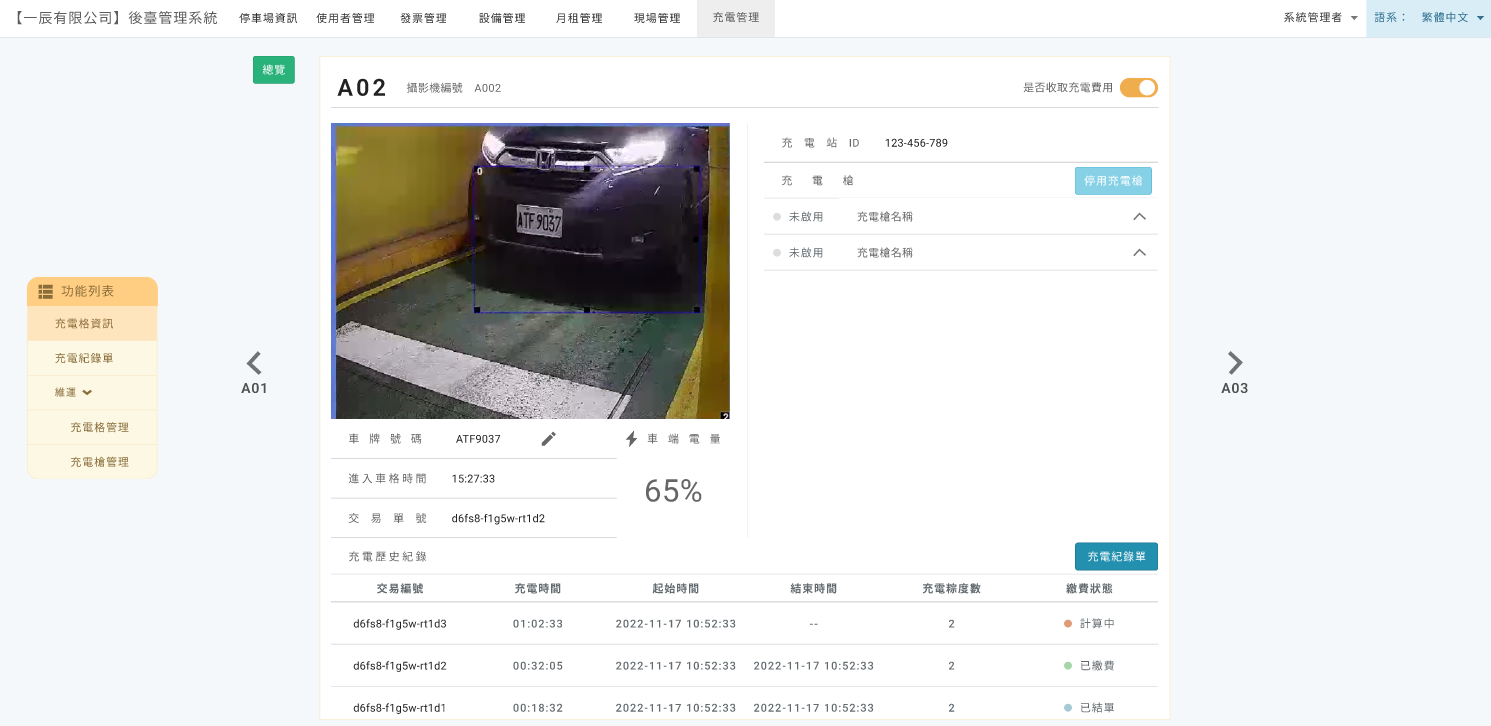 【一辰有限公司】後臺管理系統 停車場資訊 使用者管理 發票管理 設備管理 月租管理 現場管理 充電管理 系統管理者 語系： 繁體中文
總覽
A02 攝影機編號 A002 是否收取充電費用
充電站ID 123-456-789
充電槍 停用充電槍
未啟用 充電槍名稱
未啟用 充電槍名稱
0
ATF 9037
2
功能列表
充電格資訊
充電紀錄單
維運
充電格管理
充電槍管理
A01
A03
車牌號碼 ATF9037 車端電量
進入車格時間 15:27:33
65%
交易單號 d6fs8-f1g5w-rt1d2
充電歷史紀錄 充電紀錄單
交易編號 充電時間 起始時間 結束時間 充電粽度數 繳費狀態
d6fs8-f1g5w-rt1d3 01:02:33 2022-11-17 10:52:33 -- 2 計算中
d6fs8-f1g5w-rt1d2 00:32:05 2022-11-17 10:52:33 2022-11-17 10:52:33 2 已繳費
d6fs8-f1g5w-rt1d1 00:18:32 2022-11-17 10:52:33 2022-11-17 10:52:33 2 已結單